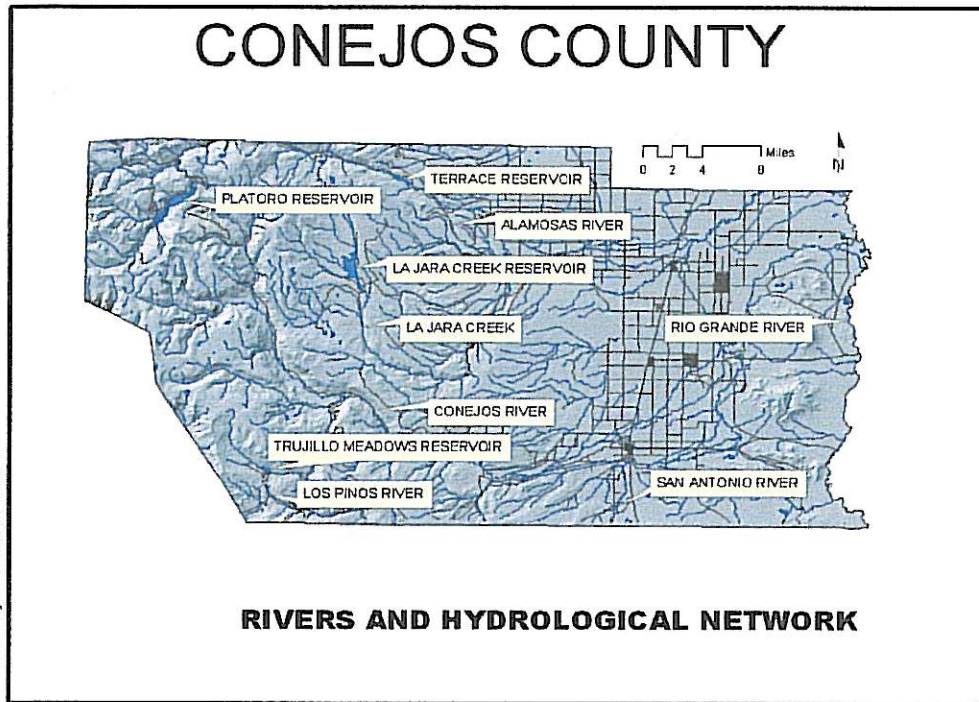 CONEJOS COUNTY
Miles
0 2 4 8
N
TERRACE RESERVOIR
PLATORO RESERVOIR
ALAMOSAS RIVER
LA JARA CREEK RESERVOIR
LA JARA CREEK
RIO GRANDE RIVER
CONEJOS RIVER
TRUJILLO MEADOWS RESERVOIR
SAN ANTONIO RIVER
LOS PINOS RIVER
RIVERS AND HYDROLOGICAL NETWORK